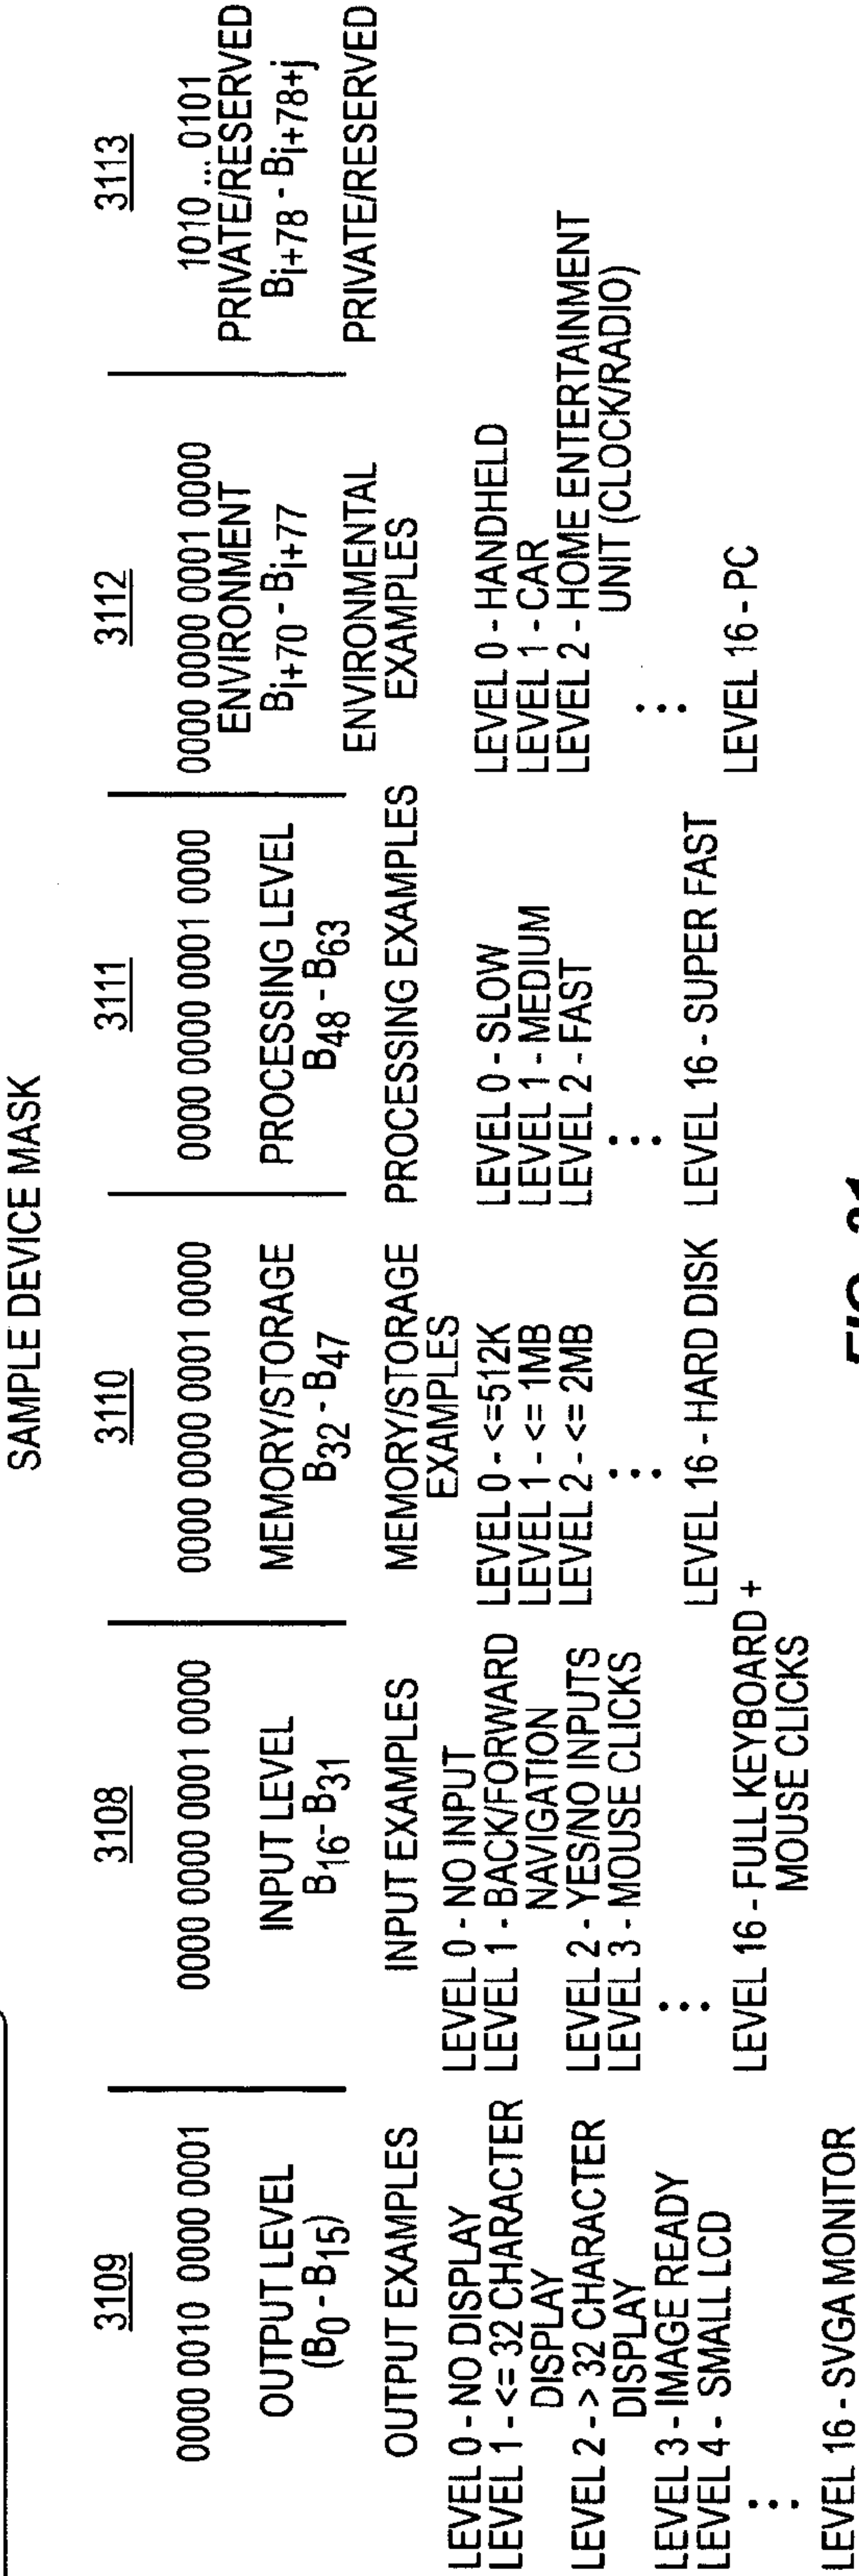 SAMPLE DEVICE MASK
3109
0000 0010 0000 0001
OUTPUT LEVEL
(B0 - B15)
OUTPUT EXAMPLES
LEVEL 0 - NO DISPLAY
LEVEL 1 - <= 32 CHARACTER
DISPLAY
LEVEL 2 - > 32 CHARACTER
DISPLAY
LEVEL 3 - IMAGE READY
LEVEL 4 - SMALL LCD
⋮
LEVEL 16 - SVGA MONITOR
3108
0000 0000 0001 0000
INPUT LEVEL
B16- B31
INPUT EXAMPLES
LEVEL 0 - NO INPUT
LEVEL 1 - BACK/FORWARD
NAVIGATION
LEVEL 2 - YES/NO INPUTS
LEVEL 3 - MOUSE CLICKS
⋮
LEVEL 16 - FULL KEYBOARD +
MOUSE CLICKS
3110
0000 0000 0001 0000
MEMORY/STORAGE
B32 - B47
MEMORY/STORAGE
EXAMPLES
LEVEL 0 - <=512K
LEVEL 1 - <= 1MB
LEVEL 2 - <= 2MB
⋮
LEVEL 16 - HARD DISK
3111
0000 0000 0001 0000
PROCESSING LEVEL
B48 - B63
PROCESSING EXAMPLES
LEVEL 0 - SLOW
LEVEL 1 - MEDIUM
LEVEL 2 - FAST
⋮
LEVEL 16 - SUPER FAST
3112
0000 0000 0001 0000
ENVIRONMENT
Bi+70 - Bi+77
ENVIRONMENTAL
EXAMPLES
LEVEL 0 - HANDHELD
LEVEL 1 - CAR
LEVEL 2 - HOME ENTERTAINMENT
UNIT (CLOCK/RADIO)
⋮
LEVEL 16 - PC
3113
1010 ... 0101
PRIVATE/RESERVED
Bi+78 - Bi+78+j
PRIVATE/RESERVED